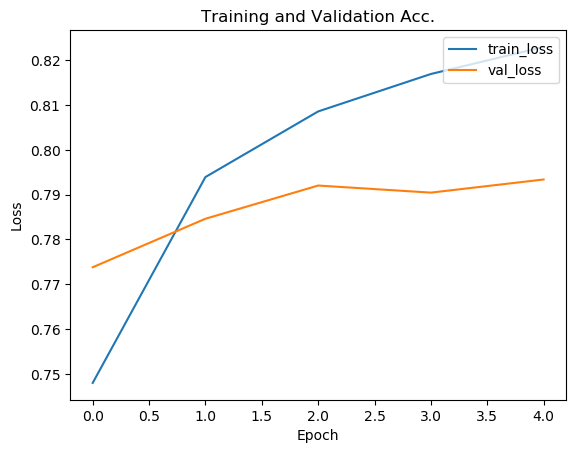 Training and Validation Acc.
train_loss
val_loss
0.82
0.81
0.80
0.79
0.78
0.77
0.76
0.75
Loss
0.0 0.5 1.0 1.5 2.0 2.5 3.0 3.5 4.0
Epoch